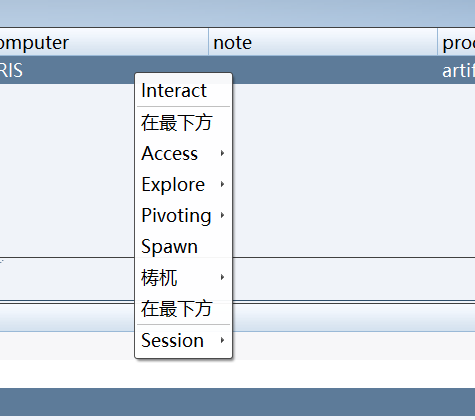 omputer note proc
RIS artif
Interact
在最下方
Access
Explore
Pivoting
Spawn
梼杌
在最下方
Session